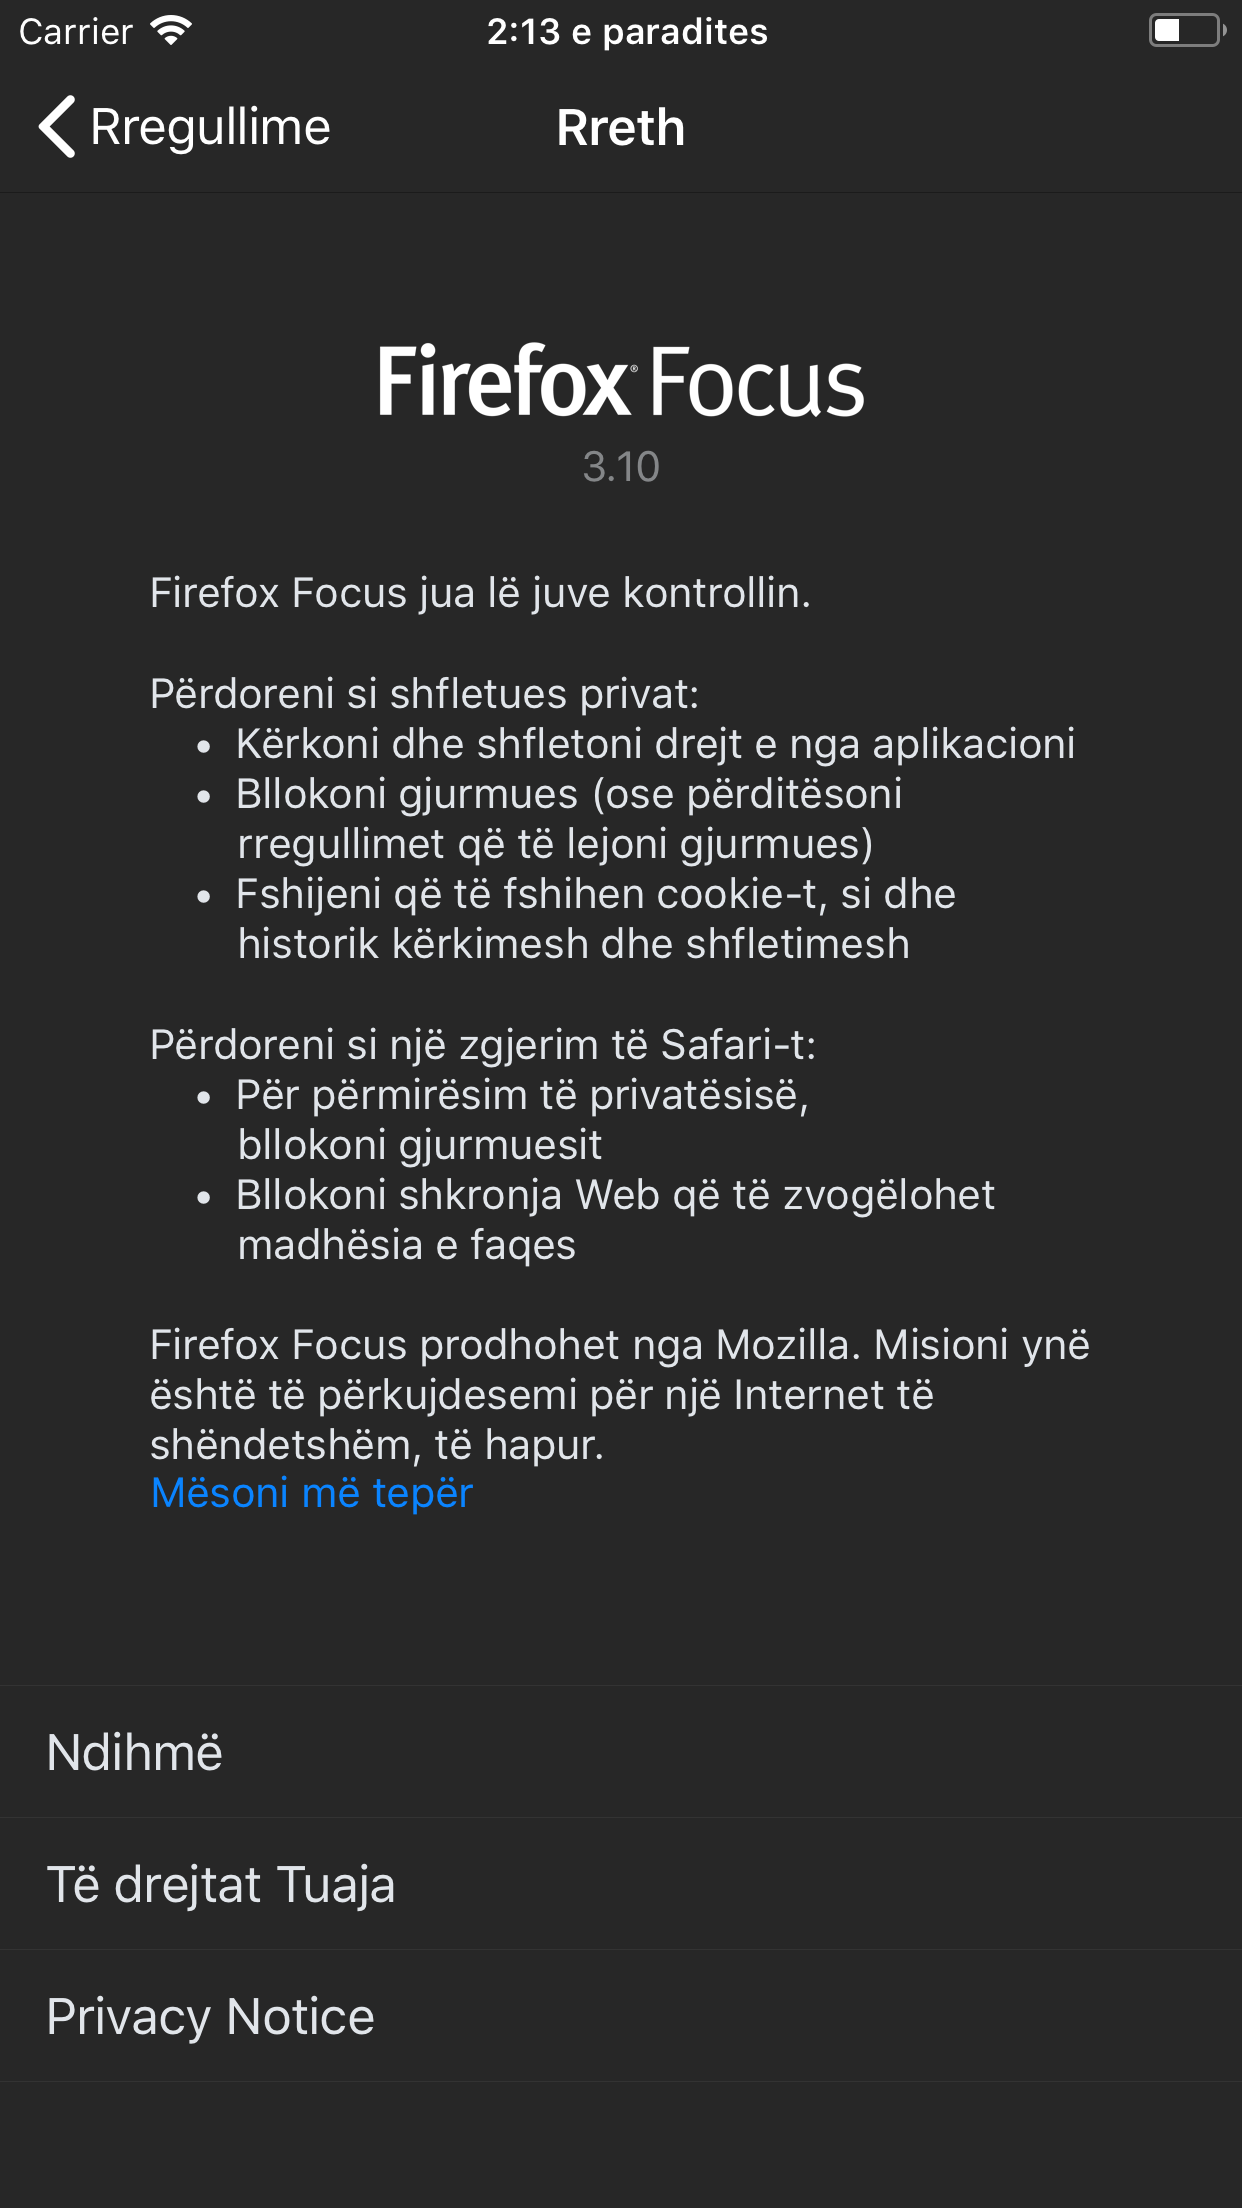 Carrier 2:13 e paradites
Rregullime Rreth
Firefox® Focus
3.10
Firefox Focus jua lë juve kontrollin.
Përdoreni si shfletues privat:
• Kërkoni dhe shfletoni drejt e nga aplikacioni
• Bllokoni gjurmues (ose përditësoni
rregullimet që të lejoni gjurmues)
• Fshijeni që të fshihen cookie-t, si dhe
historik kërkimesh dhe shfletimesh
Përdoreni si një zgjerim të Safari-t:
• Për përmirësim të privatësisë,
bllokoni gjurmuesit
• Bllokoni shkronja Web që të zvogëlohet
madhësia e faqes
Firefox Focus prodhohet nga Mozilla. Misioni ynë
është të përkujdesemi për një Internet të
shëndetshëm, të hapur.
Mësoni më tepër
Ndihmë
Të drejtat Tuaja
Privacy Notice